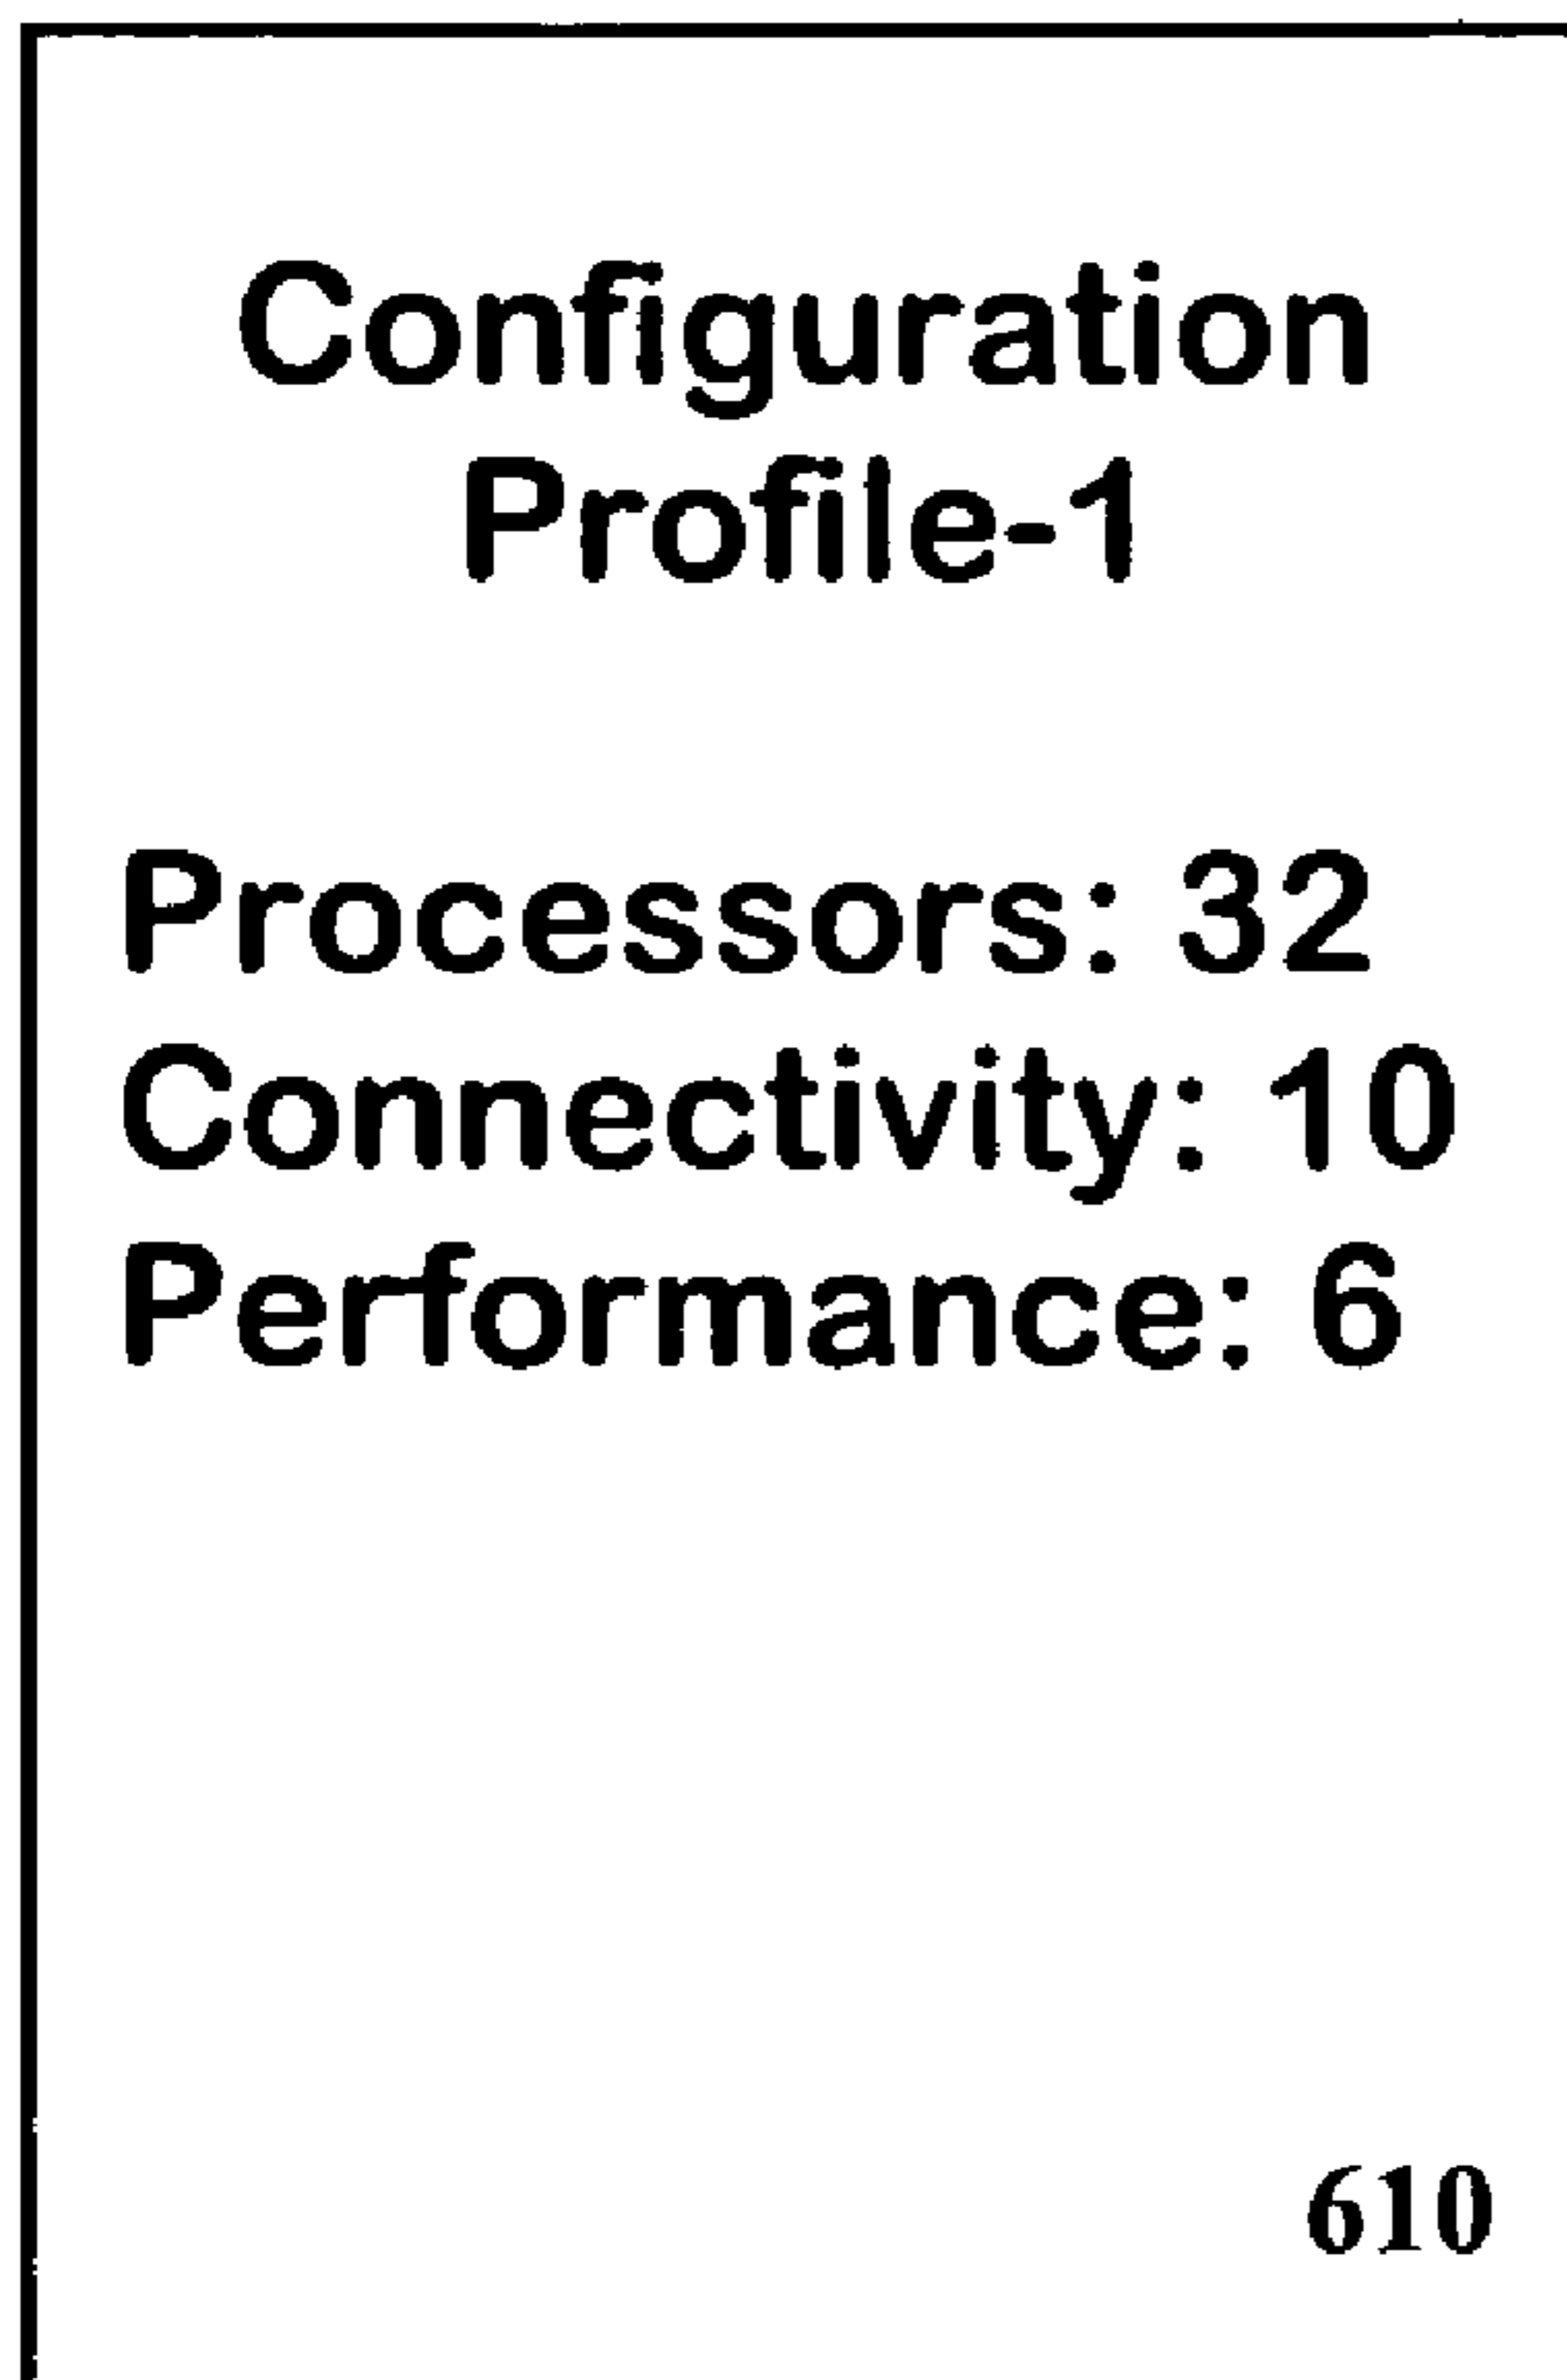 Configuration
Profile-1
Processors: 32
Connectivity: 10
Performance: 6
610